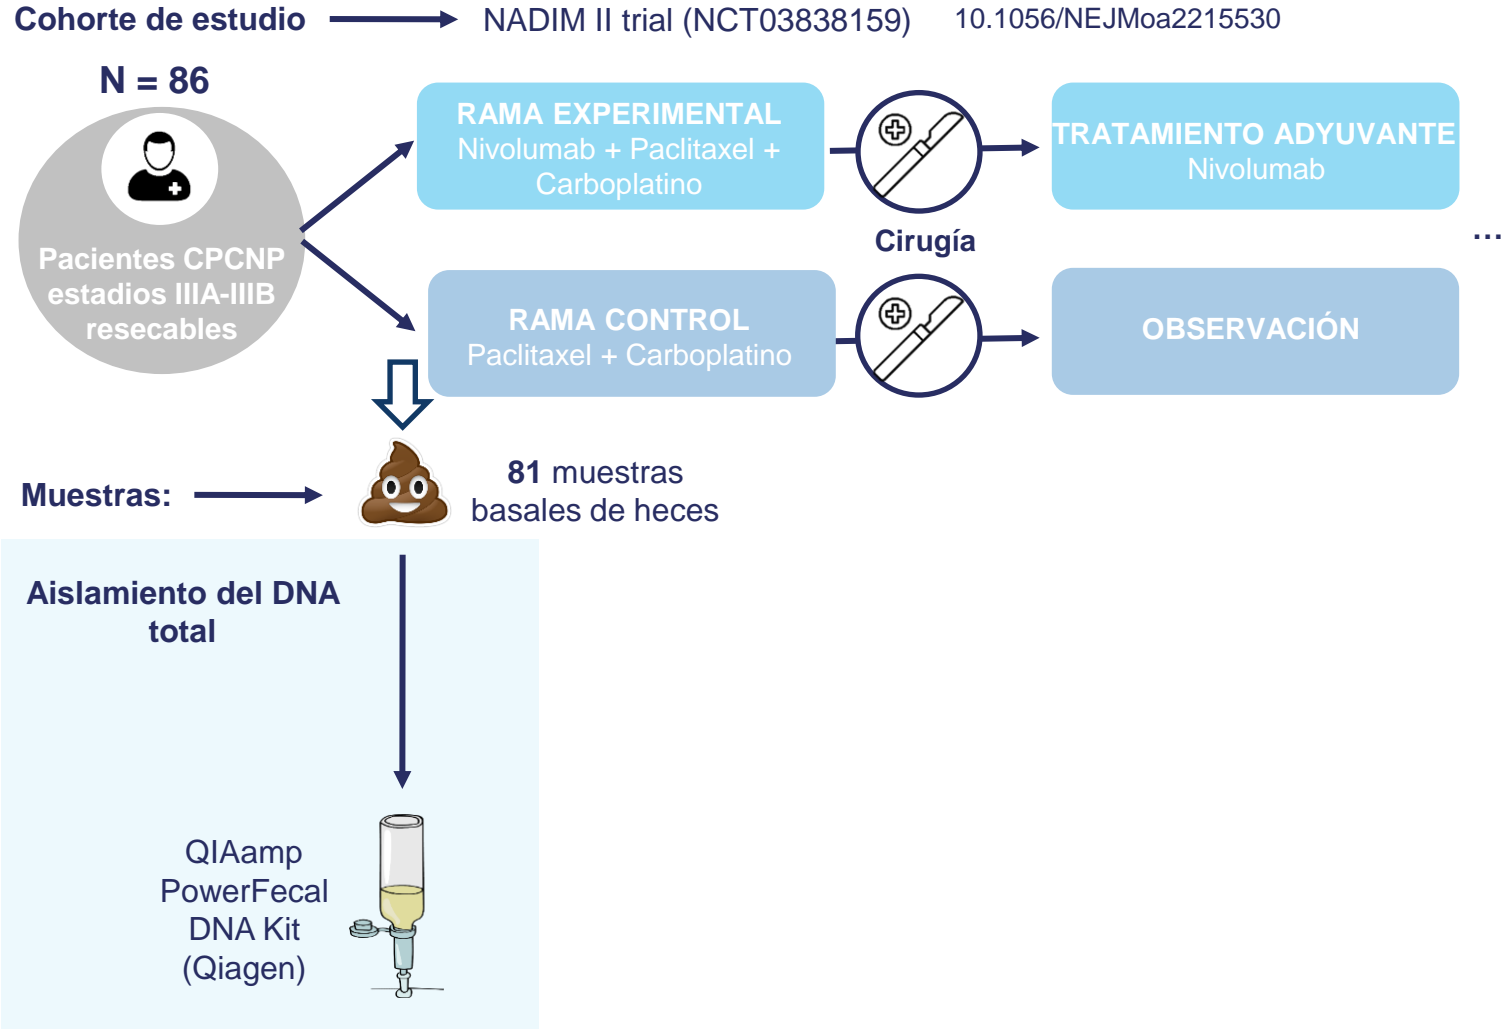 Cohorte de estudio
NADIM II trial (NCT03838159)
10.1056/NEJMoa2215530
N = 86
Pacientes CPCNP
estadios IIIA-IIIB
resecables
RAMA EXPERIMENTAL
Nivolumab + Paclitaxel +
Carboplatino
TRATAMIENTO ADYUVANTE
Nivolumab
Cirugía
...
RAMA CONTROL
Paclitaxel + Carboplatino
OBSERVACIÓN
Muestras:
81 muestras
basales de heces
Aislamiento del DNA
total
QIAamp
PowerFecal
DNA Kit
(Qiagen)